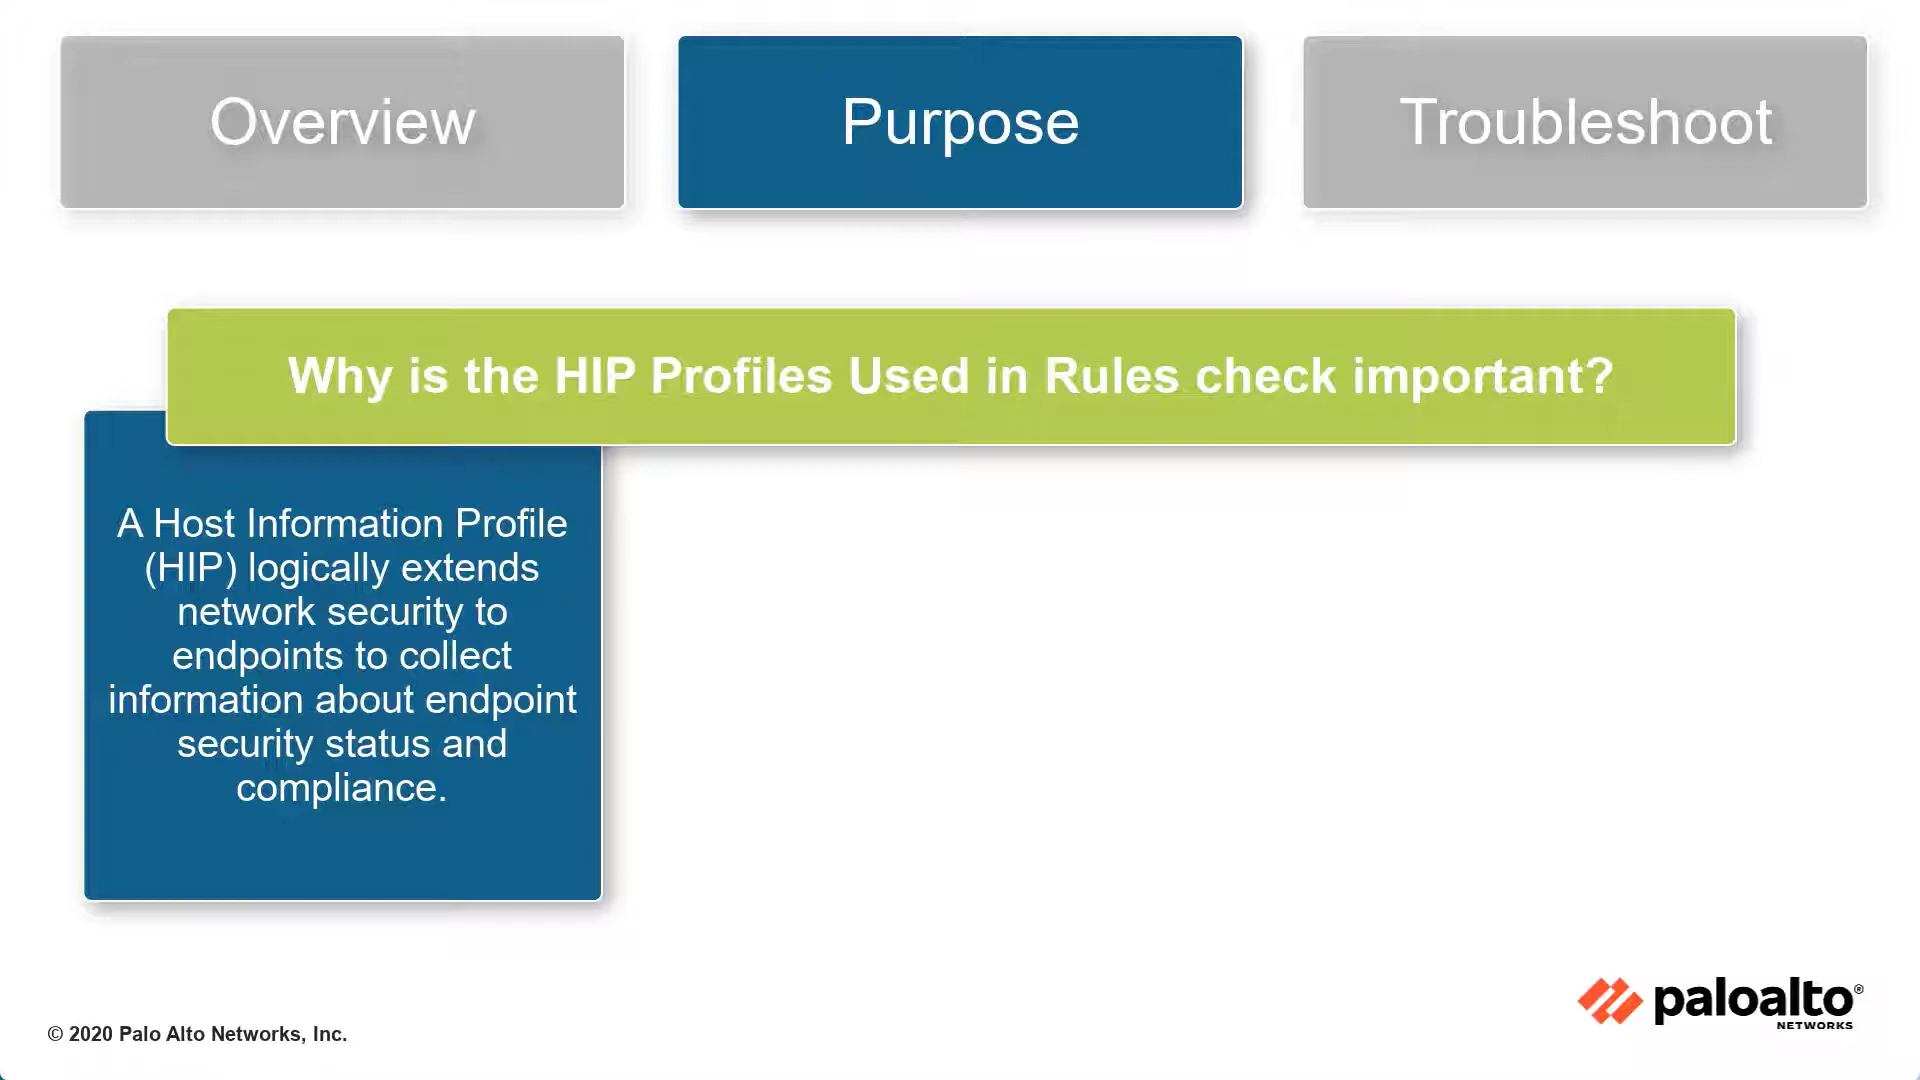 Overview
Purpose
Troubleshoot
Why is the HIP Profiles Used in Rules check important?
A Host Information Profile
(HIP) logically extends
network security to
endpoints to collect
information about endpoint
security status and
compliance.
paloalto®
NETWORKS
© 2020 Palo Alto Networks, Inc.